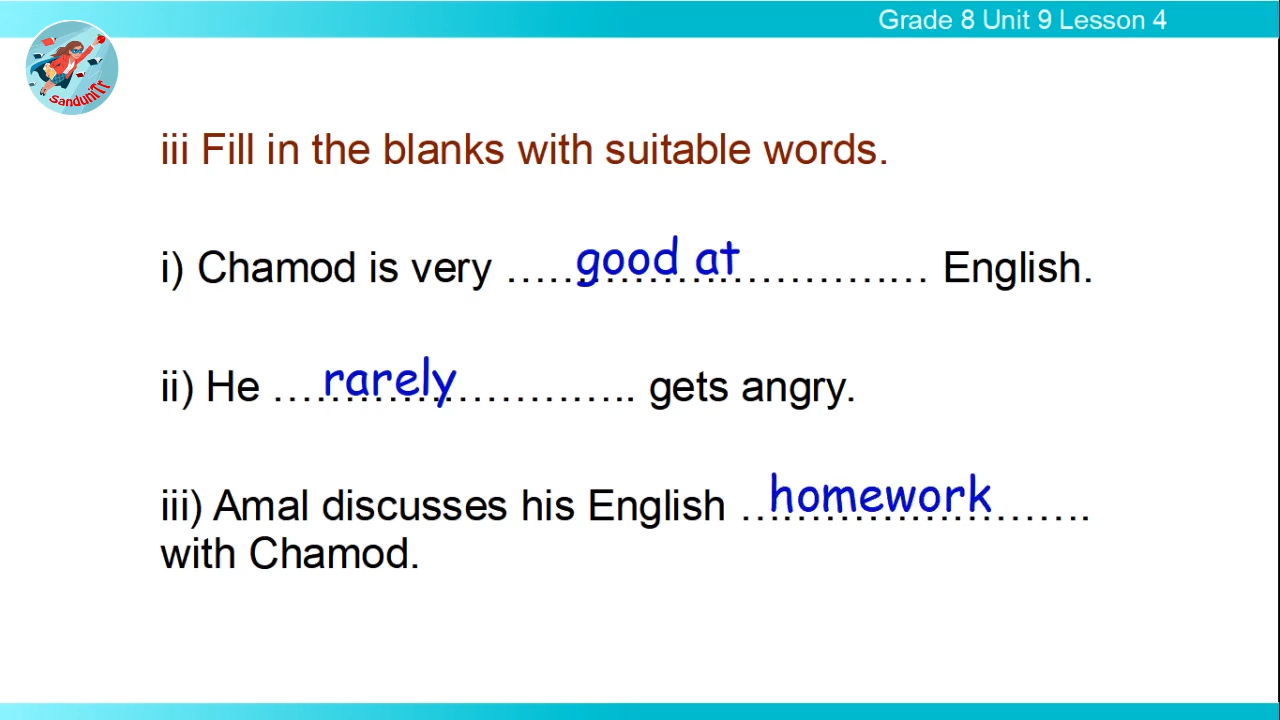 Grade 8 Unit 9 Lesson 4
SanduniTr
iii Fill in the blanks with suitable words.
i) Chamod is very ……good at……………… English.
ii) He ……rarely………………….. gets angry.
iii) Amal discusses his English ……homework……………….
with Chamod.